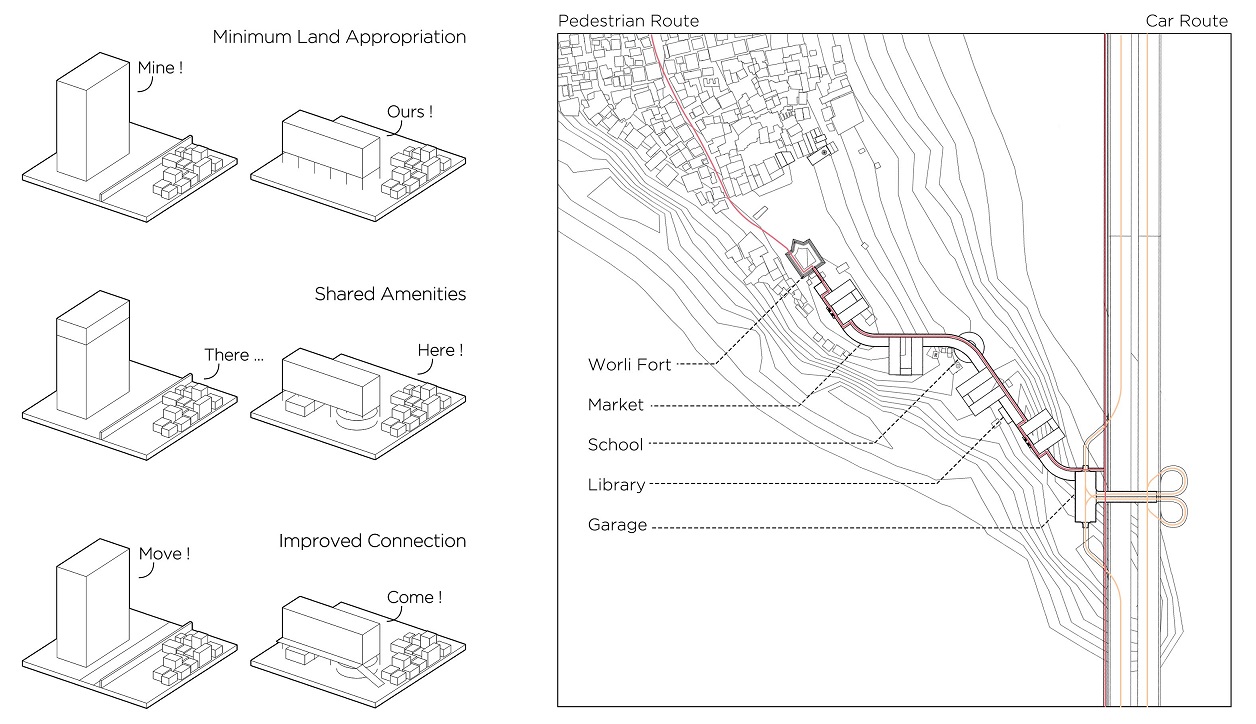 Minimum Land Appropriation
Mine !
Ours !
Shared Amenities
There ...
Here !
Improved Connection
Move !
Come !
Pedestrian Route
Car Route
Worli Fort
Market
School
Library
Garage